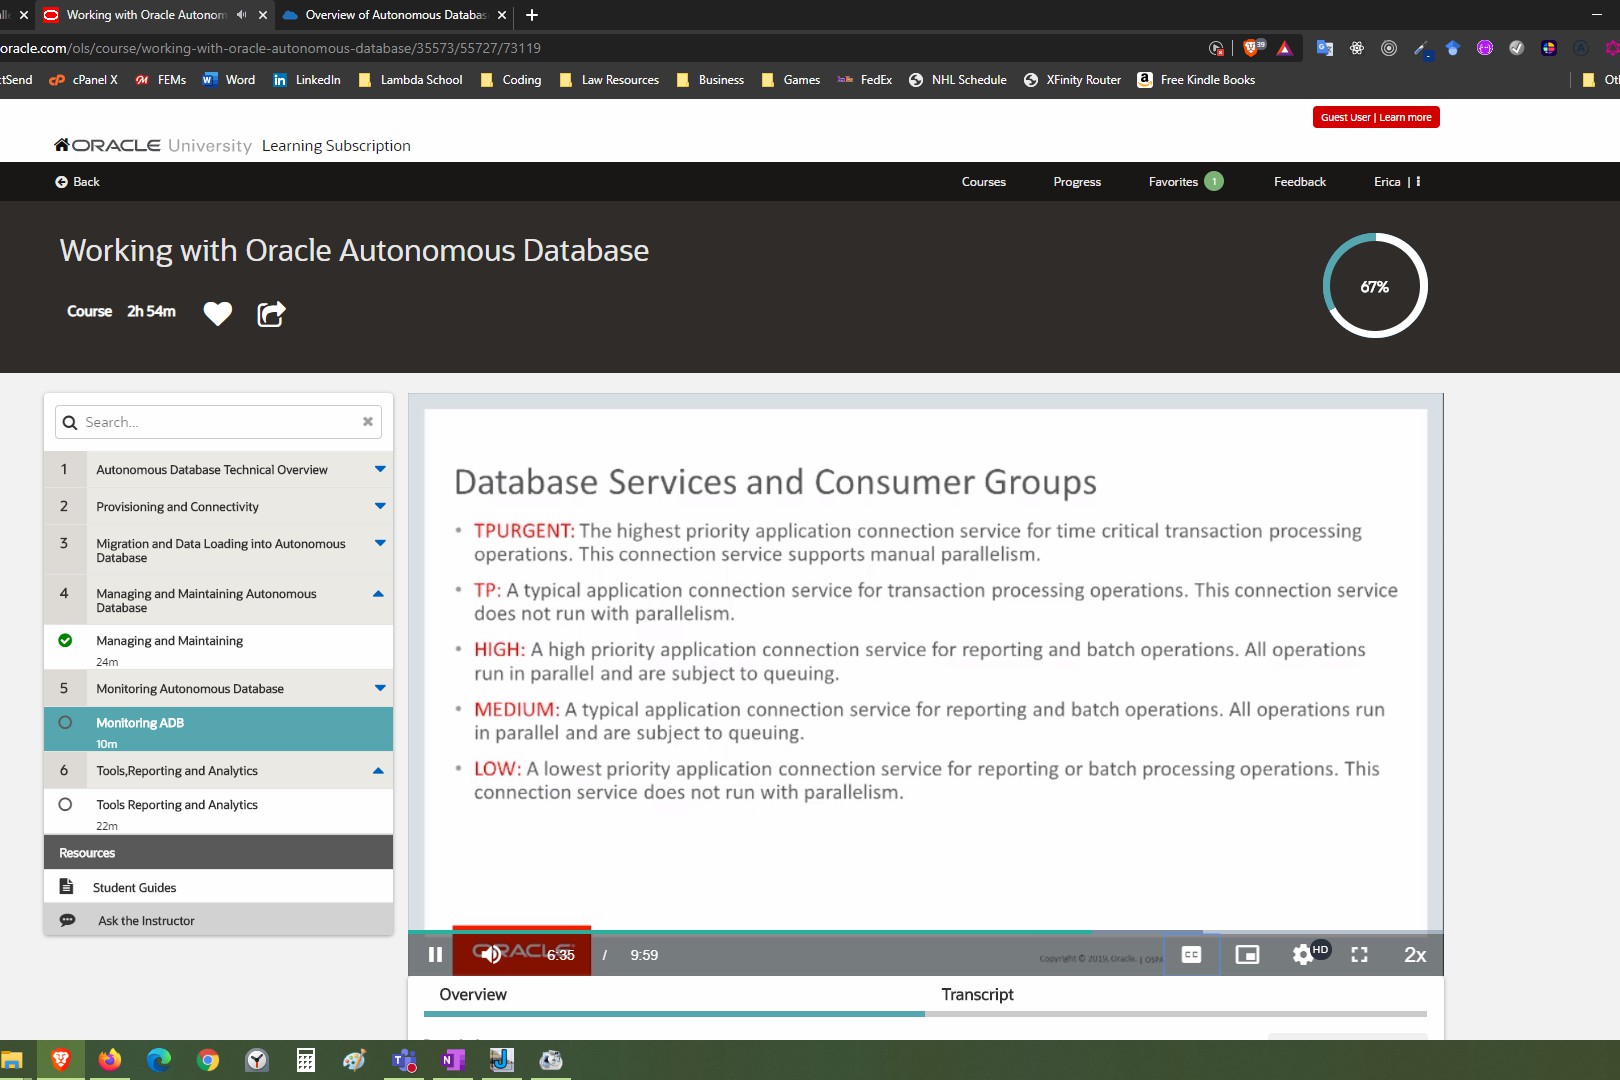 Working with Oracle Autonom
Overview of Autonomous Databas
oracle.com/ols/course/working-with-oracle-autonomous-database/35573/55727/73119
39
tSend cPanel X FEMs Word LinkedIn Lambda School Coding Law Resources Business Games FedEx NHL Schedule XFinity Router Free Kindle Books Ot
Guest User | Learn more
ORACLE University Learning Subscription
Back Courses Progress Favorites 1 Feedback Erica |
Working with Oracle Autonomous Database
67%
Course 2h 54m
Search...
1 Autonomous Database Technical Overview
2 Provisioning and Connectivity
3 Migration and Data Loading into Autonomous
Database
4 Managing and Maintaining Autonomous
Database
Managing and Maintaining
24m
5 Monitoring Autonomous Database
Monitoring ADB
10m
6 Tools,Reporting and Analytics
Tools Reporting and Analytics
22m
Resources
Student Guides
Ask the Instructor
Database Services and Consumer Groups
• TPURGENT: The highest priority application connection service for time critical transaction processing
operations. This connection service supports manual parallelism.
• TP: A typical application connection service for transaction processing operations. This connection service
does not run with parallelism.
• HIGH: A high priority application connection service for reporting and batch operations. All operations
run in parallel and are subject to queuing.
• MEDIUM: A typical application connection service for reporting and batch operations. All operations run
in parallel and are subject to queuing.
• LOW: A lowest priority application connection service for reporting or batch processing operations. This
connection service does not run with parallelism.
ORACLE
6:35 / 9:59
Copyright © 2019, Oracle. |
CC
HD
2x
Overview Transcript